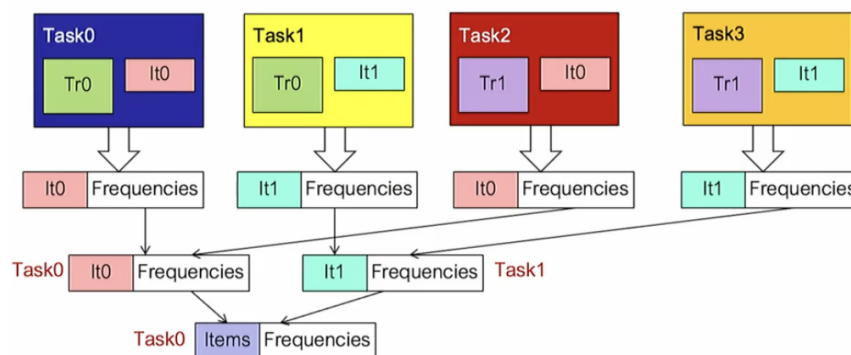 Task0
Task1
Task2
Task3
Tr0
It0
Tr0
It1
Tr1
It0
Tr1
It1
It0 Frequencies
It1 Frequencies
It0 Frequencies
It1 Frequencies
Task0 It0 Frequencies
It1 Frequencies Task1
Task0 Items Frequencies